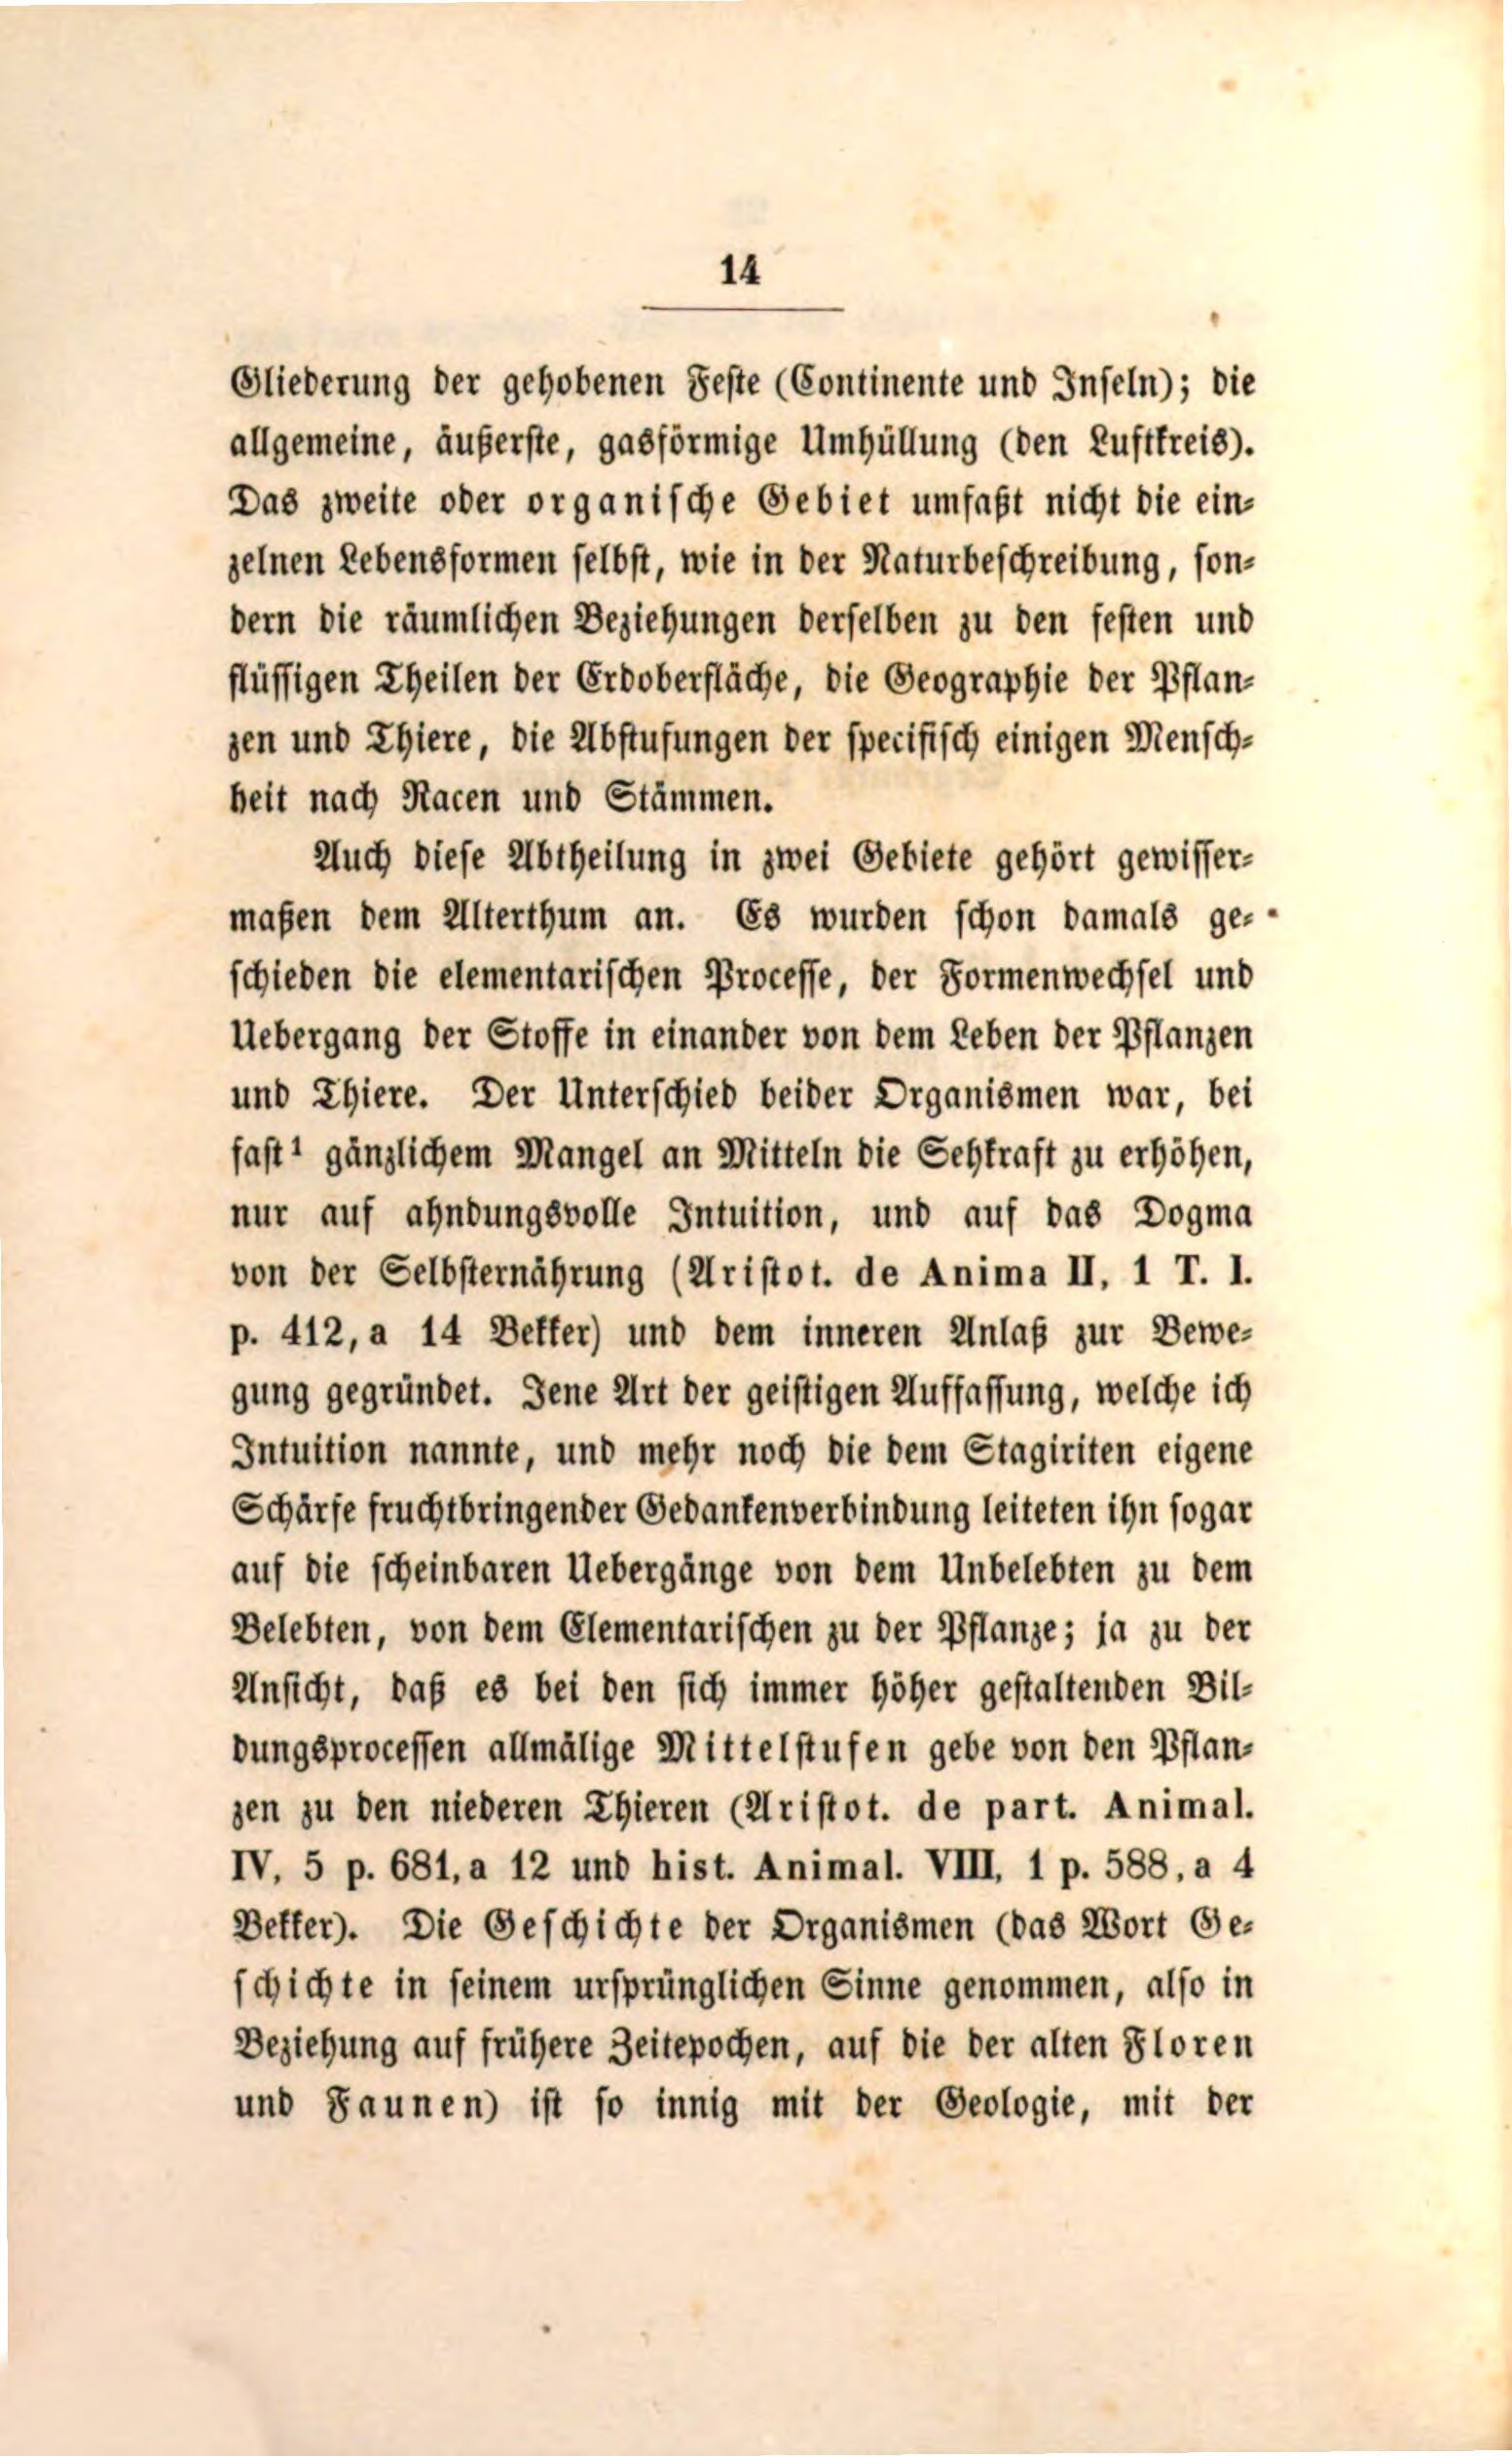 14
Gliederung der gehobenen Feste (Continente und Inseln); die
allgemeine, äußerste, gasförmige Umhüllung (den Luftkreis).
Das zweite oder organische Gebiet umfaßt nicht die ein-
zelnen Lebensformen selbst, wie in der Naturbeschreibung, son-
dern die räumlichen Beziehungen derselben zu den festen und
flüssigen Theilen der Erdoberfläche, die Geographie der Pflan-
zen und Thiere, die Abstufungen der specifisch einigen Mensch-
heit nach Racen und Stämmen.
Auch diese Abtheilung in zwei Gebiete gehört gewisser-
maßen dem Alterthum an. Es wurden schon damals ge-
schieden die elementarischen Processe, der Formenwechsel und
Uebergang der Stoffe in einander von dem Leben der Pflanzen
und Thiere. Der Unterschied beider Organismen war, bei
fast¹ gänzlichem Mangel an Mitteln die Sehkraft zu erhöhen,
nur auf ahndungsvolle Intuition, und auf das Dogma
von der Selbsternährung (Aristot. de Anima II, 1 T. I.
p. 412, a 14 Bekker) und dem inneren Anlaß zur Bewe-
gung gegründet. Jene Art der geistigen Auffassung, welche ich
Intuition nannte, und mehr noch die dem Stagiriten eigene
Schärfe fruchtbringender Gedankenverbindung leiteten ihn sogar
auf die scheinbaren Uebergänge von dem Unbelebten zu dem
Belebten, von dem Elementarischen zu der Pflanze; ja zu der
Ansicht, daß es bei den sich immer höher gestaltenden Bil-
dungsprocessen allmälige Mittelstufen gebe von den Pflan-
zen zu den niederen Thieren (Aristot. de part. Animal.
IV, 5 p. 681, a 12 und hist. Animal. VIII, 1 p. 588, a 4
Bekker). Die Geschichte der Organismen (das Wort Ge-
schichte in seinem ursprünglichen Sinne genommen, also in
Beziehung auf frühere Zeitepochen, auf die der alten Floren
und Faunen) ist so innig mit der Geologie, mit der